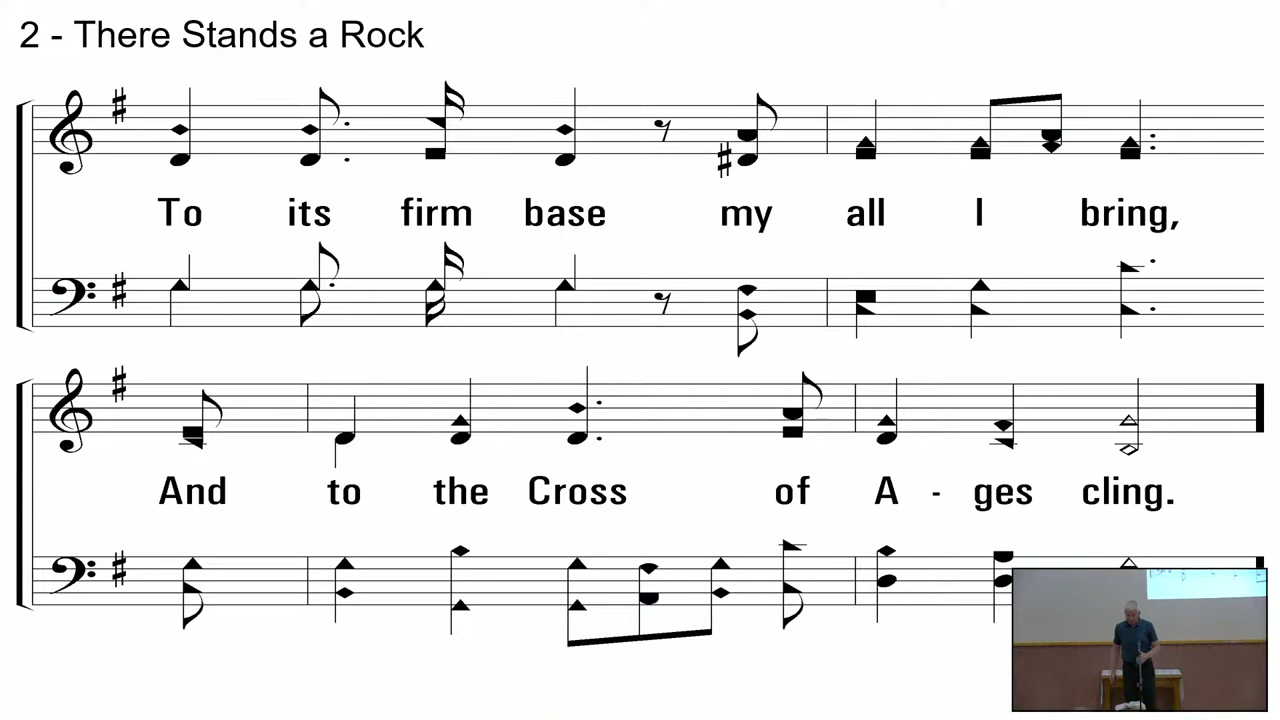 2 - There Stands a Rock
To its firm base my all I bring,
And to the Cross of A - ges cling.